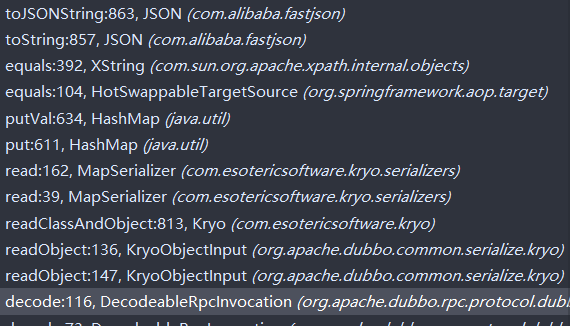 toJSONString:863, JSON (com.alibaba.fastjson)
toString:857, JSON (com.alibaba.fastjson)
equals:392, XString (com.sun.org.apache.xpath.internal.objects)
equals:104, HotSwappableTargetSource (org.springframework.aop.target)
putVal:634, HashMap (java.util)
put:611, HashMap (java.util)
read:162, MapSerializer (com.esotericsoftware.kryo.serializers)
read:39, MapSerializer (com.esotericsoftware.kryo.serializers)
readClassAndObject:813, Kryo (com.esotericsoftware.kryo)
readObject:136, KryoObjectInput (org.apache.dubbo.common.serialize.kryo)
readObject:147, KryoObjectInput (org.apache.dubbo.common.serialize.kryo)
decode:116, DecodeableRpcInvocation (org.apache.dubbo.rpc.protocol.dub